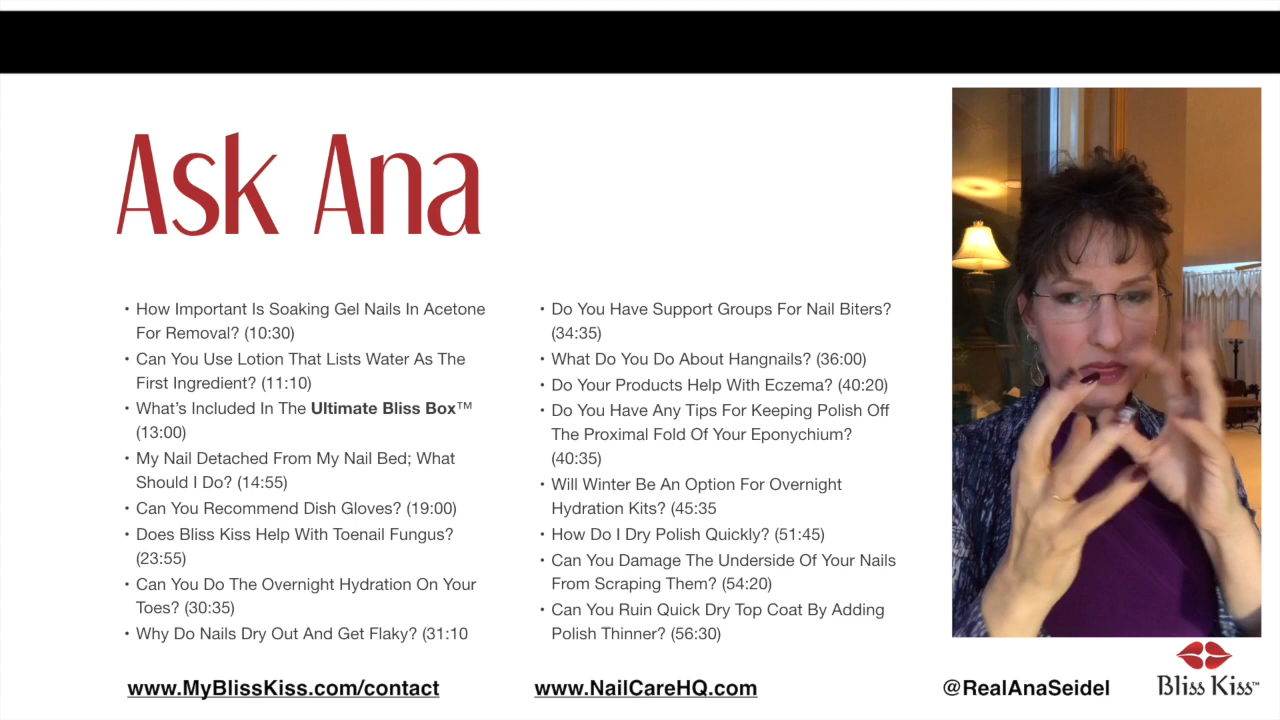 Ask Ana
• How Important Is Soaking Gel Nails In Acetone
For Removal? (10:30)
• Can You Use Lotion That Lists Water As The
First Ingredient? (11:10)
• What's Included In The Ultimate Bliss Box™
(13:00)
• My Nail Detached From My Nail Bed; What
Should I Do? (14:55)
• Can You Recommend Dish Gloves? (19:00)
• Does Bliss Kiss Help With Toenail Fungus?
(23:55)
• Can You Do The Overnight Hydration On Your
Toes? (30:35)
• Why Do Nails Dry Out And Get Flaky? (31:10
• Do You Have Support Groups For Nail Biters?
(34:35)
• What Do You Do About Hangnails? (36:00)
• Do Your Products Help With Eczema? (40:20)
• Do You Have Any Tips For Keeping Polish Off
The Proximal Fold Of Your Eponychium?
(40:35)
• Will Winter Be An Option For Overnight
Hydration Kits? (45:35
• How Do I Dry Polish Quickly? (51:45)
• Can You Damage The Underside Of Your Nails
From Scraping Them? (54:20)
• Can You Ruin Quick Dry Top Coat By Adding
Polish Thinner? (56:30)
www.MyBlissKiss.com/contact
www.NailCareHQ.com
@RealAnaSeidel
Bliss Kiss™